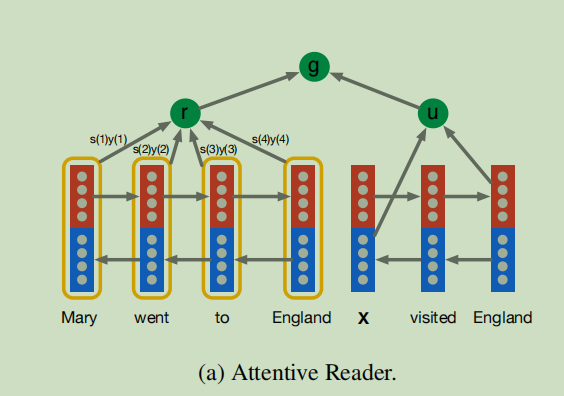 g
r
u
s(1)y(1)
s(2)y(2)
s(3)y(3)
s(4)y(4)
Mary went to England X visited England
(a) Attentive Reader.